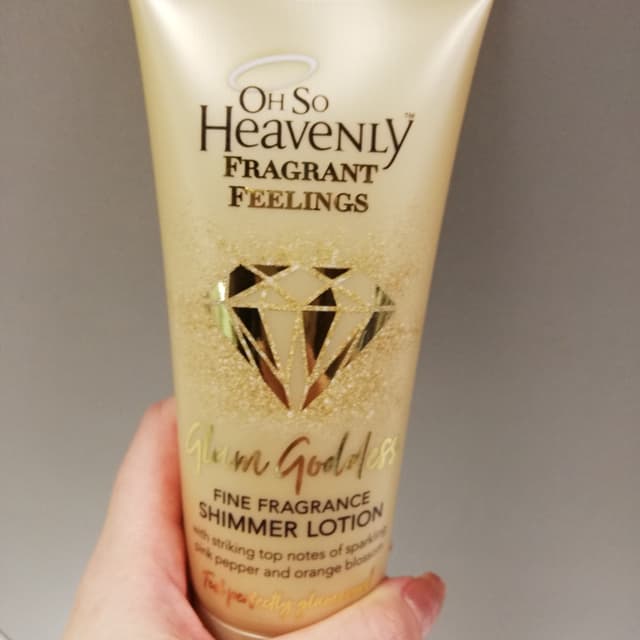 OH SO
HEAVENLY™
FRAGRANT
FEELINGS
Glam Goddess
FINE FRAGRANCE
SHIMMER LOTION
with striking top notes of sparkling
pink pepper and orange blossom